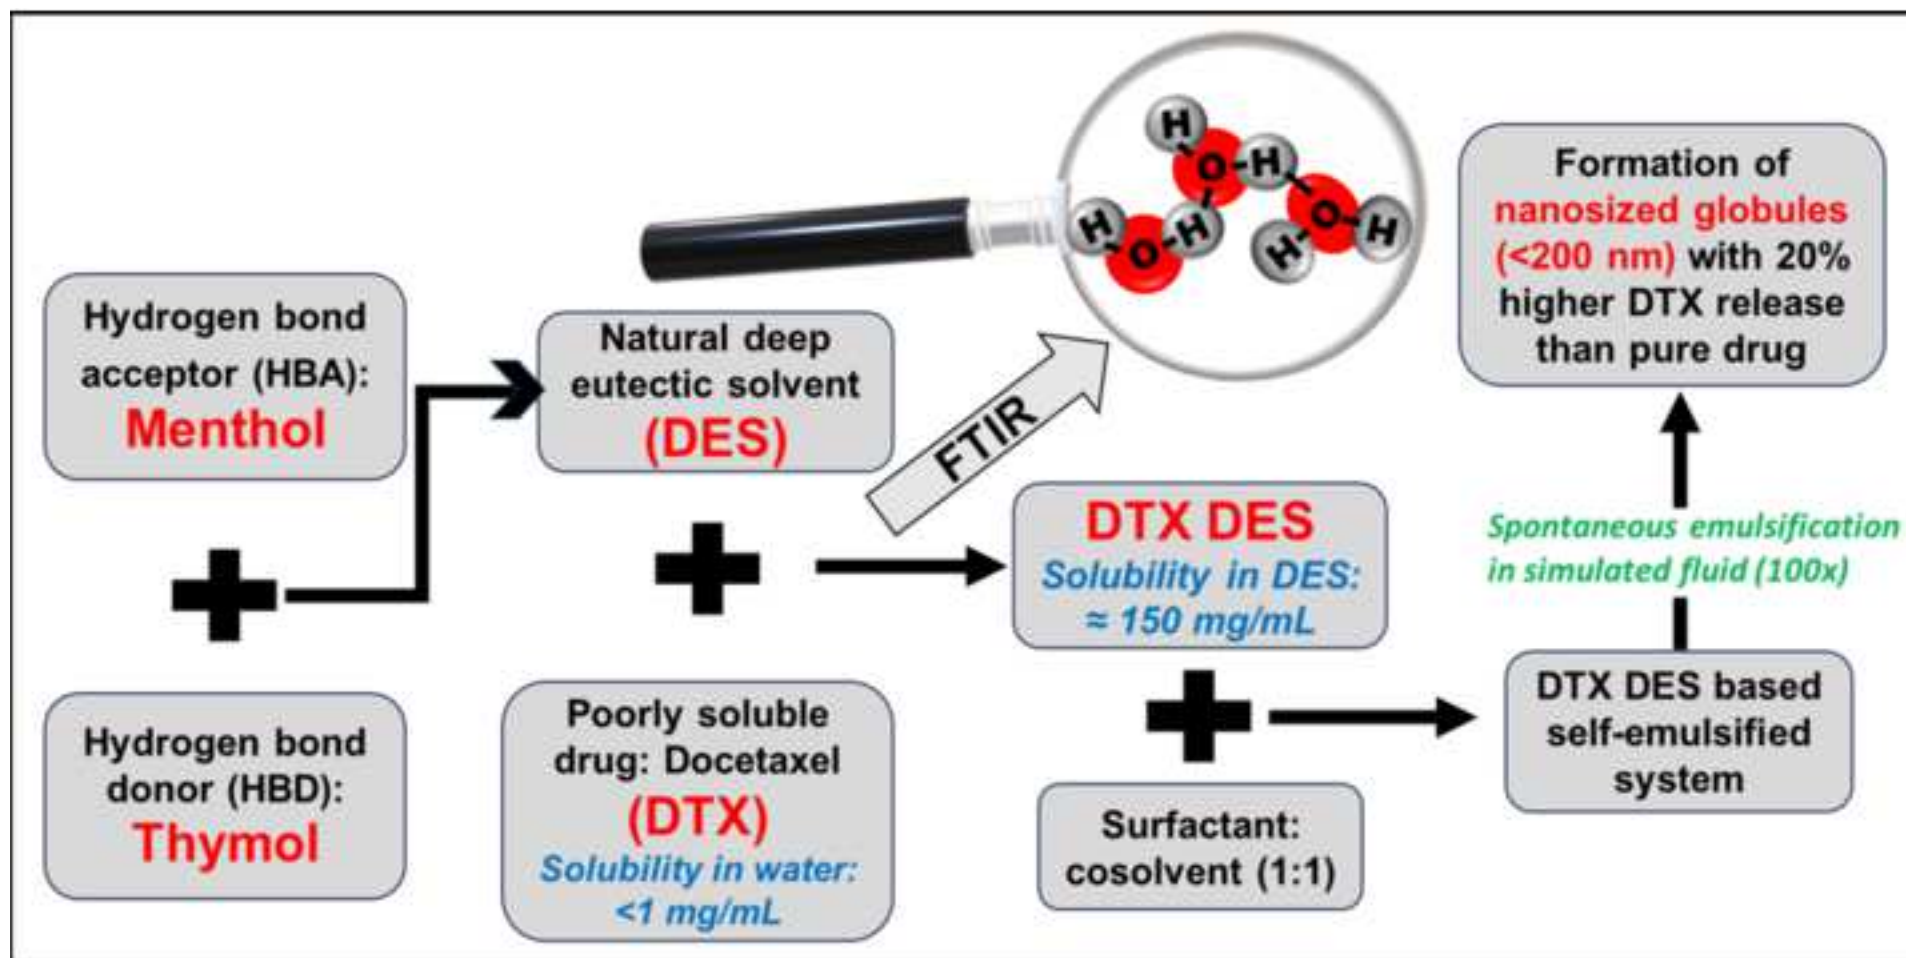 Hydrogen bond
acceptor (HBA):
Menthol
Hydrogen bond
donor (HBD):
Thymol
Natural deep
eutectic solvent
(DES)
Poorly soluble
drug: Docetaxel
(DTX)
Solubility in water:
<1 mg/mL
FTIR
H
O
H
H
O
H
O
H
H
DTX DES
Solubility in DES:
≈ 150 mg/mL
Surfactant:
cosolvent (1:1)
DTX DES based
self-emulsified
system
Spontaneous emulsification
in simulated fluid (100x)
Formation of
nanosized globules
(<200 nm) with 20%
higher DTX release
than pure drug